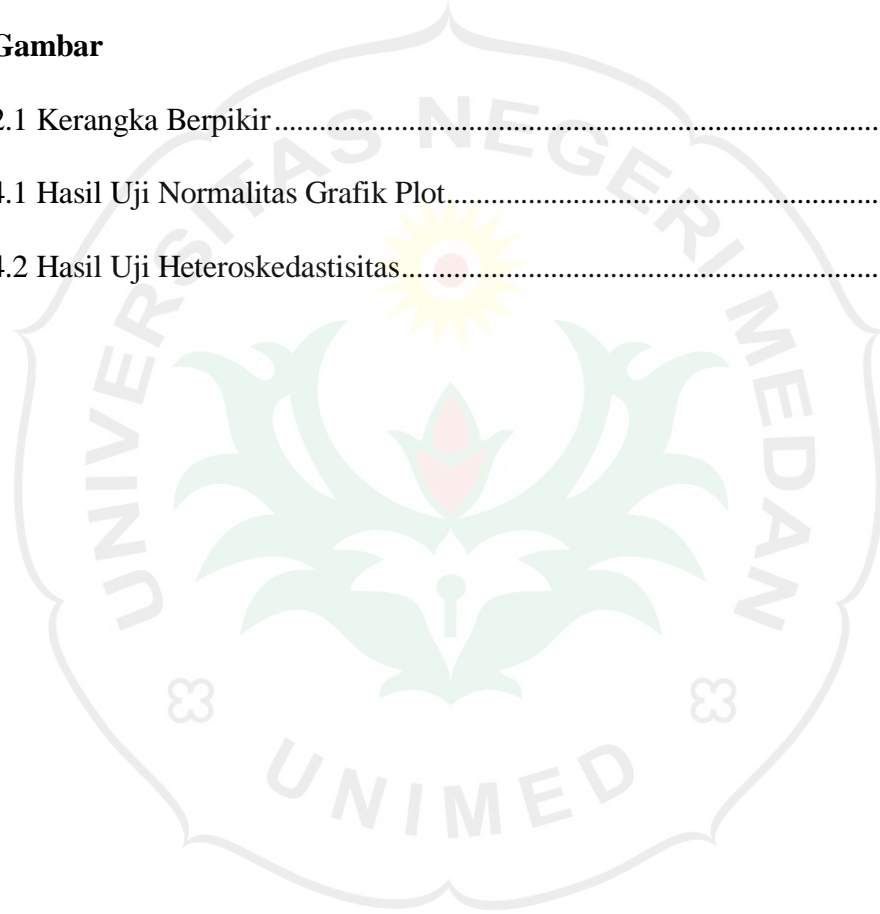 Gambar
2.1 Kerangka Berpikir................................................................................
4.1 Hasil Uji Normalitas Grafik Plot..........................................................
4.2 Hasil Uji Heteroskedastisitas................................................................
UNIVERSITAS NEGERI MEDAN
UNIMED